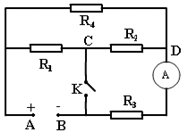 R₄
C
R₁ R₂ D
K A
+ -
A B R₃